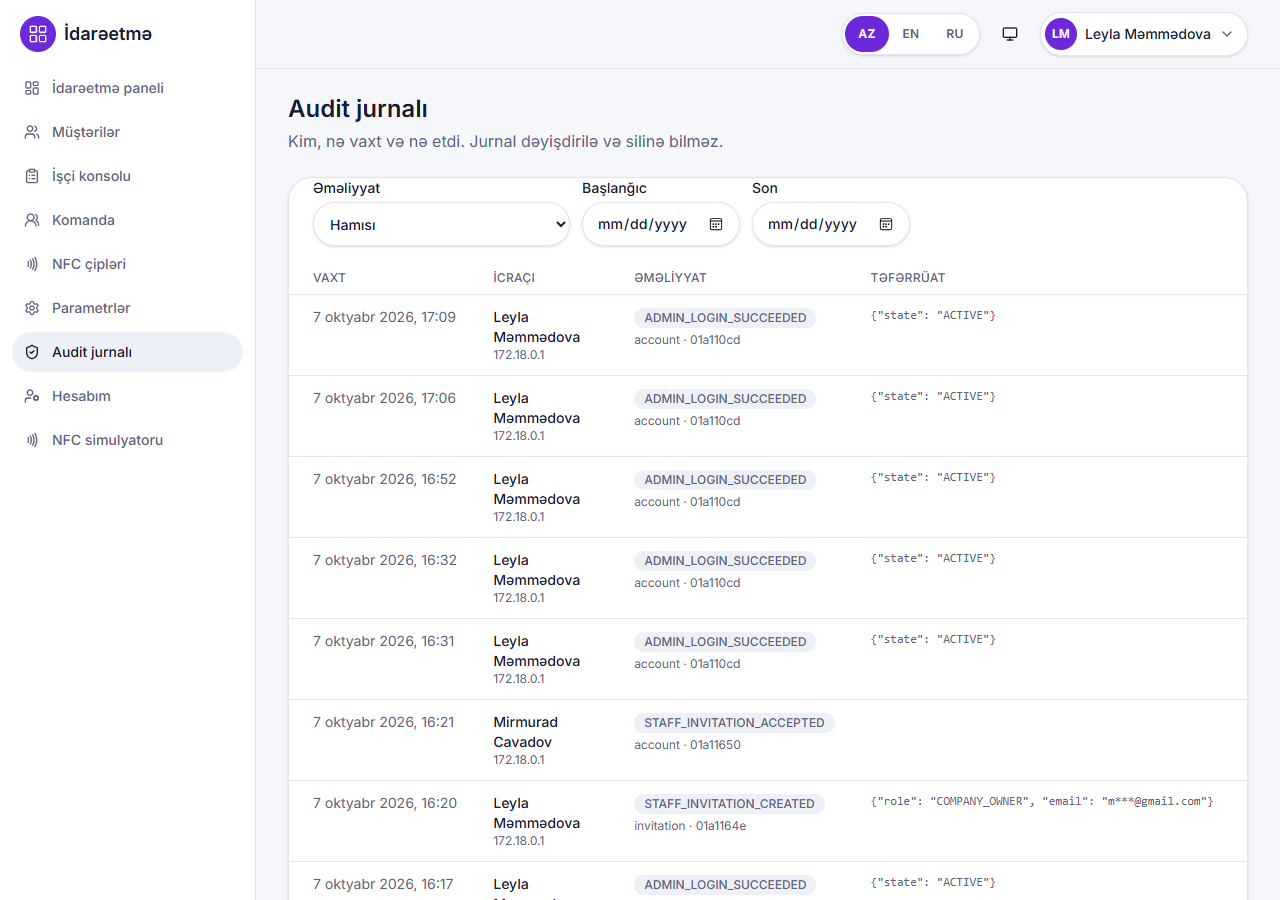 İdarəetmə
AZ EN RU
LM Leyla Məmmədova
İdarəetmə paneli
Müştərilər
İşçi konsolu
Komanda
NFC çipləri
Parametrlər
Audit jurnalı
Hesabım
NFC simulyatoru
Audit jurnalı
Kim, nə vaxt və nə etdi. Jurnal dəyişdirilə və silinə bilməz.
Əməliyyat Başlanğıc Son
Hamısı mm/dd/yyyy mm/dd/yyyy
VAXT İCRAÇI ƏMƏLİYYAT TƏFƏRRÜAT
7 oktyabr 2026, 17:09 Leyla ADMIN_LOGIN_SUCCEEDED {"state": "ACTIVE"}
Məmmədova account · 01a110cd
172.18.0.1
7 oktyabr 2026, 17:06 Leyla ADMIN_LOGIN_SUCCEEDED {"state": "ACTIVE"}
Məmmədova account · 01a110cd
172.18.0.1
7 oktyabr 2026, 16:52 Leyla ADMIN_LOGIN_SUCCEEDED {"state": "ACTIVE"}
Məmmədova account · 01a110cd
172.18.0.1
7 oktyabr 2026, 16:32 Leyla ADMIN_LOGIN_SUCCEEDED {"state": "ACTIVE"}
Məmmədova account · 01a110cd
172.18.0.1
7 oktyabr 2026, 16:31 Leyla ADMIN_LOGIN_SUCCEEDED {"state": "ACTIVE"}
Məmmədova account · 01a110cd
172.18.0.1
7 oktyabr 2026, 16:21 Mirmurad STAFF_INVITATION_ACCEPTED
Cavadov account · 01a11650
172.18.0.1
7 oktyabr 2026, 16:20 Leyla STAFF_INVITATION_CREATED {"role": "COMPANY_OWNER", "email": "m***@gmail.com"}
Məmmədova invitation · 01a1164e
172.18.0.1
7 oktyabr 2026, 16:17 Leyla ADMIN_LOGIN_SUCCEEDED {"state": "ACTIVE"}